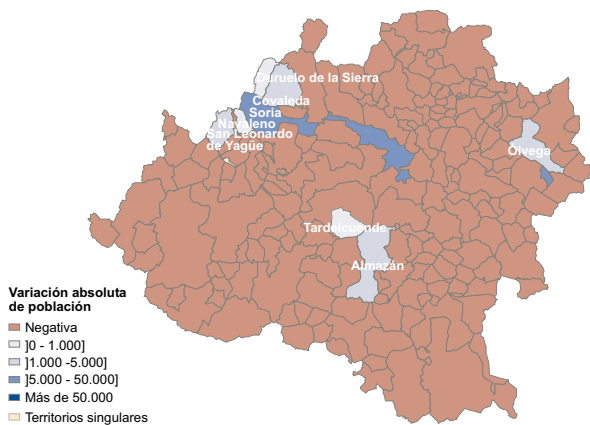 Duruelo de la Sierra
Covaleda
Soria
Navaleno
San Leonardo
de Yagüe
Ólvega
Tardelcuende
Almazán
Variación absoluta
de población
Negativa
]0 - 1.000]
]1.000 -5.000]
]5.000 - 50.000]
Más de 50.000
Territorios singulares